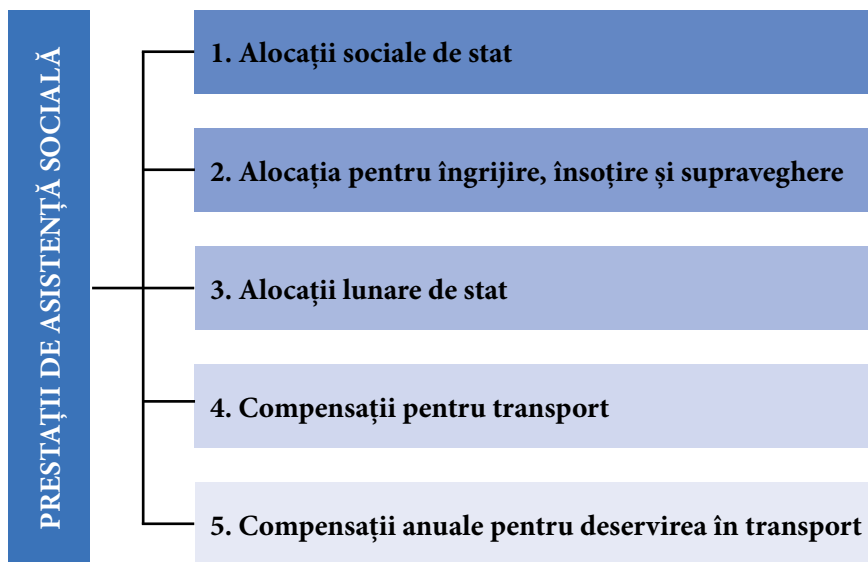 PRESTAȚII DE ASISTENȚĂ SOCIALĂ
1. Alocații sociale de stat
2. Alocația pentru îngrijire, însoțire și supraveghere
3. Alocații lunare de stat
4. Compensații pentru transport
5. Compensații anuale pentru deservirea în transport